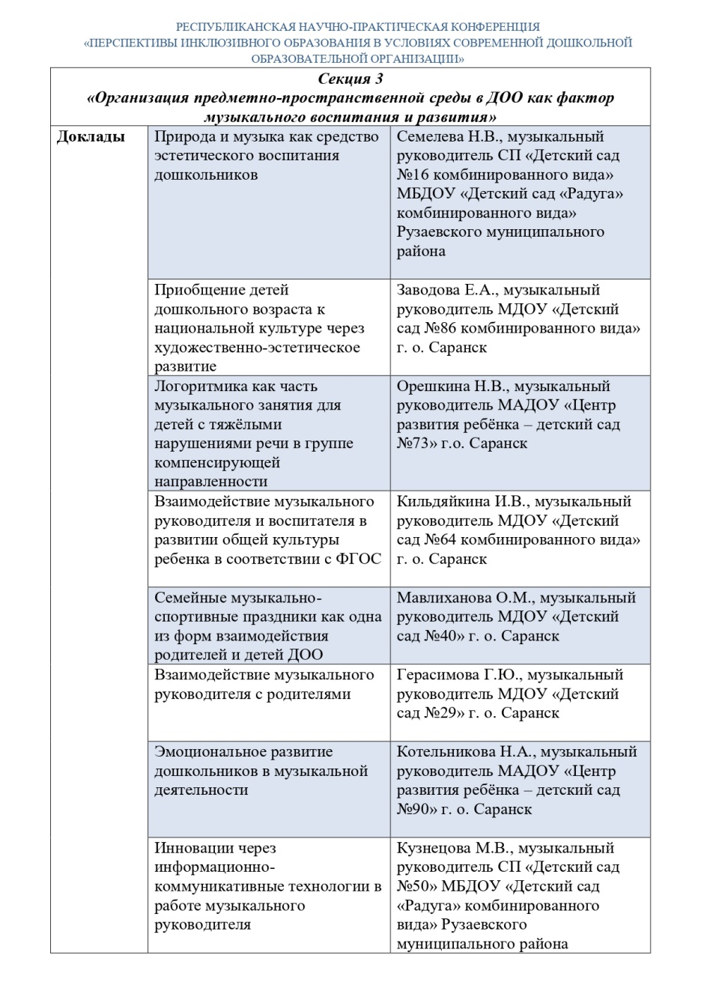 РЕСПУБЛИКАНСКАЯ НАУЧНО-ПРАКТИЧЕСКАЯ КОНФЕРЕНЦИЯ
«ПЕРСПЕКТИВЫ ИНКЛЮЗИВНОГО ОБРАЗОВАНИЯ В УСЛОВИЯХ СОВРЕМЕННОЙ ДОШКОЛЬНОЙ
ОБРАЗОВАТЕЛЬНОЙ ОРГАНИЗАЦИИ»
Секция 3
«Организация предметно-пространственной среды в ДОО как фактор
музыкального воспитания и развития»
Доклады
Природа и музыка как средство
эстетического воспитания
дошкольников
Семелева Н.В., музыкальный
руководитель СП «Детский сад
№16 комбинированного вида»
МБДОУ «Детский сад «Радуга»
комбинированного вида»
Рузаевского муниципального
района
Приобщение детей
дошкольного возраста к
национальной культуре через
художественно-эстетическое
развитие
Заводова Е.А., музыкальный
руководитель МДОУ «Детский
сад №86 комбинированного вида»
г. о. Саранск
Логоритмика как часть
музыкального занятия для
детей с тяжёлыми
нарушениями речи в группе
компенсирующей
направленности
Орешкина Н.В., музыкальный
руководитель МАДОУ «Центр
развития ребёнка – детский сад
№73» г.о. Саранск
Взаимодействие музыкального
руководителя и воспитателя в
развитии общей культуры
ребенка в соответствии с ФГОС
Кильдяйкина И.В., музыкальный
руководитель МДОУ «Детский
сад №64 комбинированного вида»
г. о. Саранск
Семейные музыкально-
спортивные праздники как одна
из форм взаимодействия
родителей и детей ДОО
Мавлиханова О.М., музыкальный
руководитель МДОУ «Детский
сад №40» г. о. Саранск
Взаимодействие музыкального
руководителя с родителями
Герасимова Г.Ю., музыкальный
руководитель МДОУ «Детский
сад №29» г. о. Саранск
Эмоциональное развитие
дошкольников в музыкальной
деятельности
Котельникова Н.А., музыкальный
руководитель МАДОУ «Центр
развития ребёнка – детский сад
№90» г. о. Саранск
Инновации через
информационно-
коммуникативные технологии в
работе музыкального
руководителя
Кузнецова М.В., музыкальный
руководитель СП «Детский сад
№50» МБДОУ «Детский сад
«Радуга» комбинированного
вида» Рузаевского
муниципального района